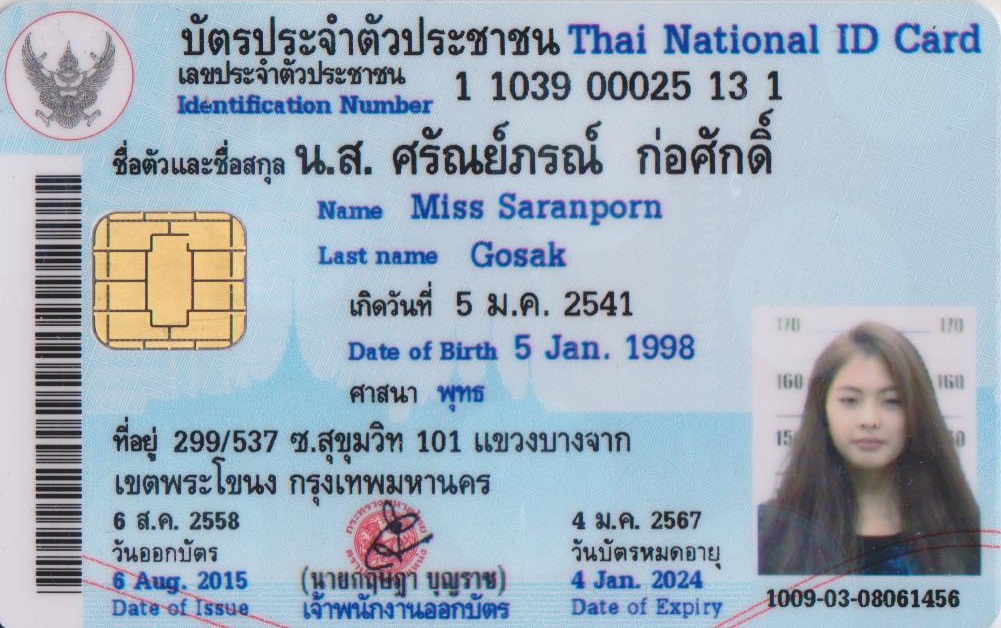 บัตรประจำตัวประชาชน Thai National ID Card
เลขประจำตัวประชาชน
Identification Number 1 1039 00025 13 1
ชื่อตัวและชื่อสกุล น.ส. ศรัณย์ภรณ์ ก่อศักดิ์
Name Miss Saranporn
Last name Gosak
เกิดวันที่ 5 ม.ค. 2541
Date of Birth 5 Jan. 1998
ศาสนา พุทธ
ที่อยู่ 299/537 ซ.สุขุมวิท 101 แขวงบางจาก
เขตพระโขนง กรุงเทพมหานคร
6 ส.ค. 2558
วันออกบัตร
6 Aug. 2015
Date of Issue
(นายกฤษฎา บุญราช)
เจ้าพนักงานออกบัตร
4 ม.ค. 2567
วันบัตรหมดอายุ
4 Jan. 2024
Date of Expiry
170 170
160 160
1009-03-08061456